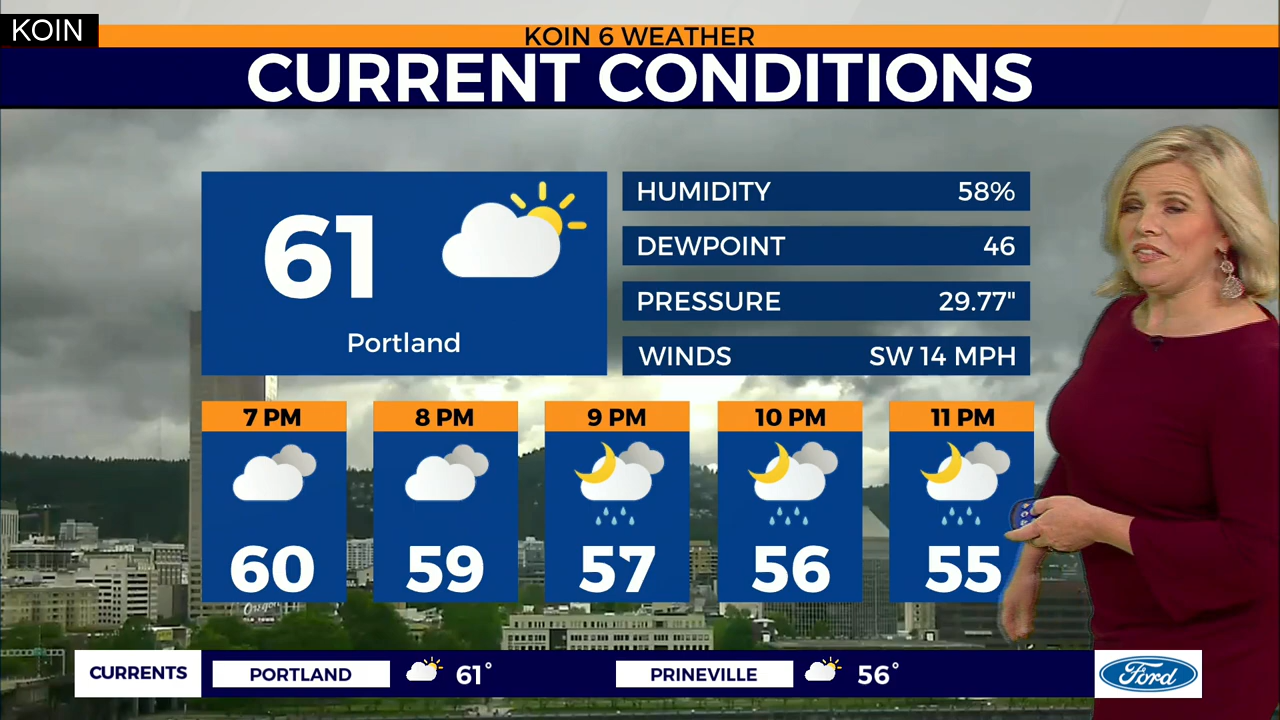 KOIN
KOIN 6 WEATHER
CURRENT CONDITIONS
61
Portland
HUMIDITY 58%
DEWPOINT 46
PRESSURE 29.77"
WINDS SW 14 MPH
7 PM 8 PM 9 PM 10 PM 11 PM
60 59 57 56 55
Oregon
CURRENTS PORTLAND 61° PRINEVILLE 56° Ford